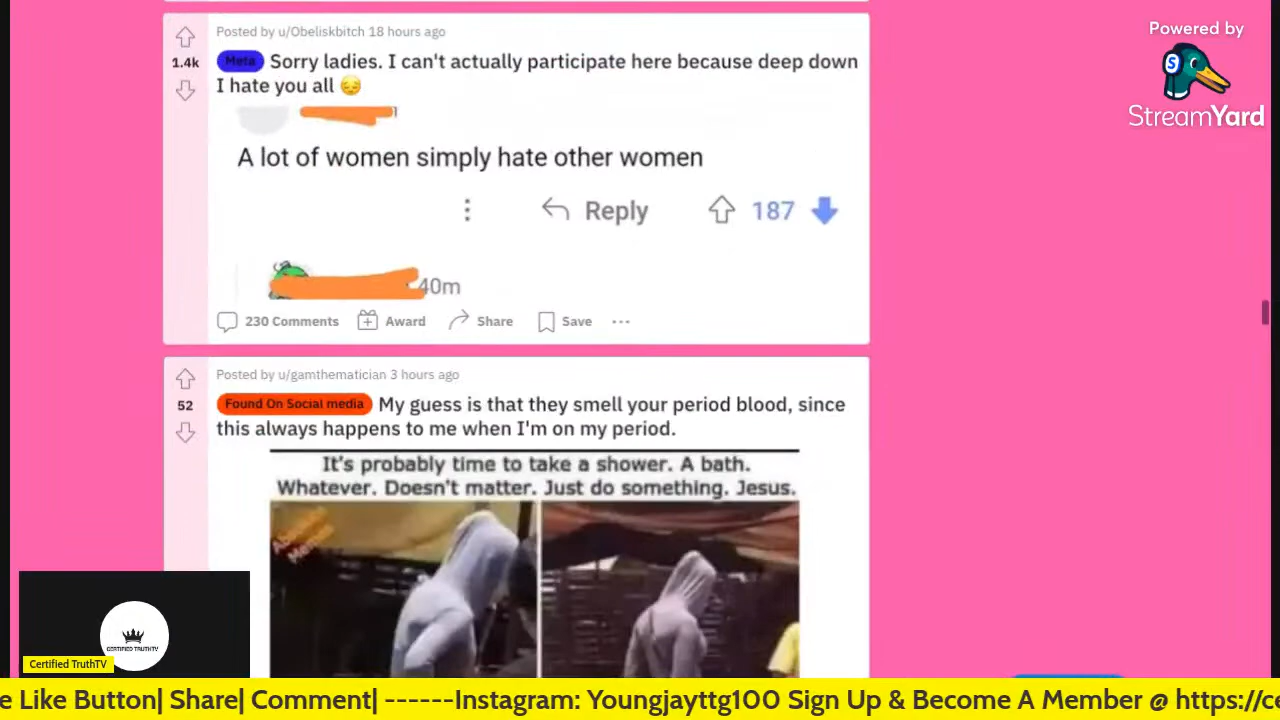 Posted by u/Obeliskbitch 18 hours ago
Powered by
StreamYard
1.4k
Meta Sorry ladies. I can't actually participate here because deep down
I hate you all 😔
A lot of women simply hate other women
Reply 187
40m
230 Comments Award Share Save
Posted by u/gamthematician 3 hours ago
52
Found On Social media My guess is that they smell your period blood, since
this always happens to me when I'm on my period.
It's probably time to take a shower. A bath.
Whatever. Doesn't matter. Just do something. Jesus.
CERTIFIED TRUTHTV
Certified TruthTV
e Like Button| Share| Comment| ------Instagram: Youngjayttg100 Sign Up & Become A Member @ https://c